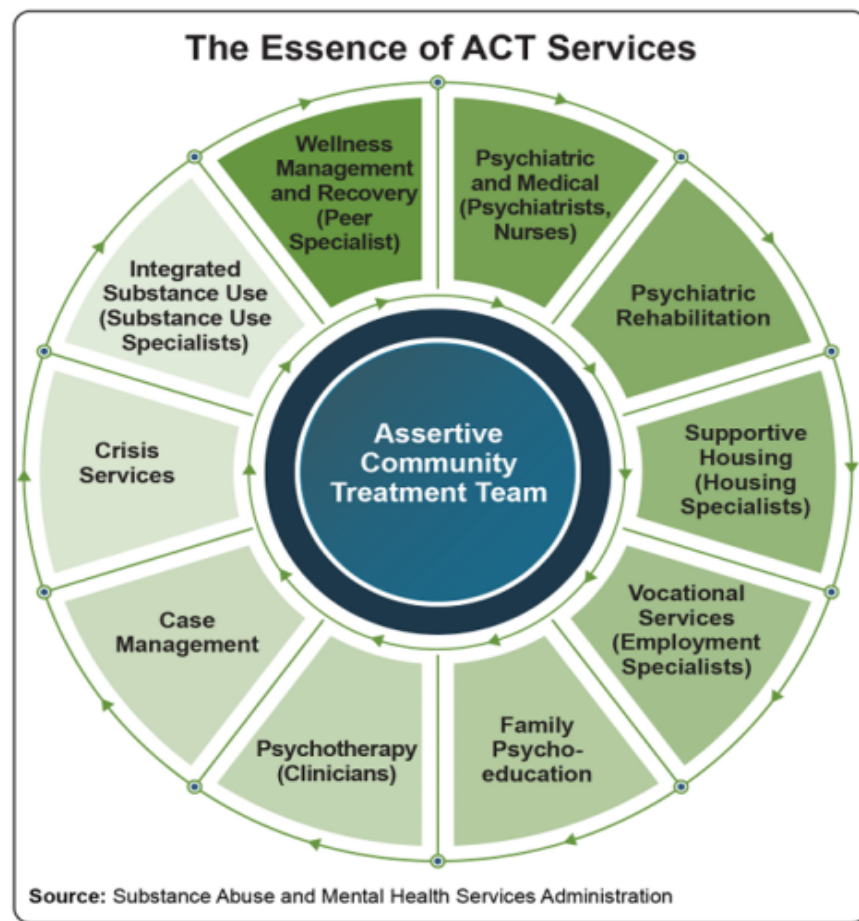 The Essence of ACT Services
Wellness
Management
and Recovery
(Peer
Specialist)
Psychiatric
and Medical
(Psychiatrists,
Nurses)
Psychiatric
Rehabilitation
Supportive
Housing
(Housing
Specialists)
Vocational
Services
(Employment
Specialists)
Family
Psycho-
education
Psychotherapy
(Clinicians)
Case
Management
Crisis
Services
Integrated
Substance Use
(Substance Use
Specialists)
Assertive
Community
Treatment Team
Source: Substance Abuse and Mental Health Services Administration